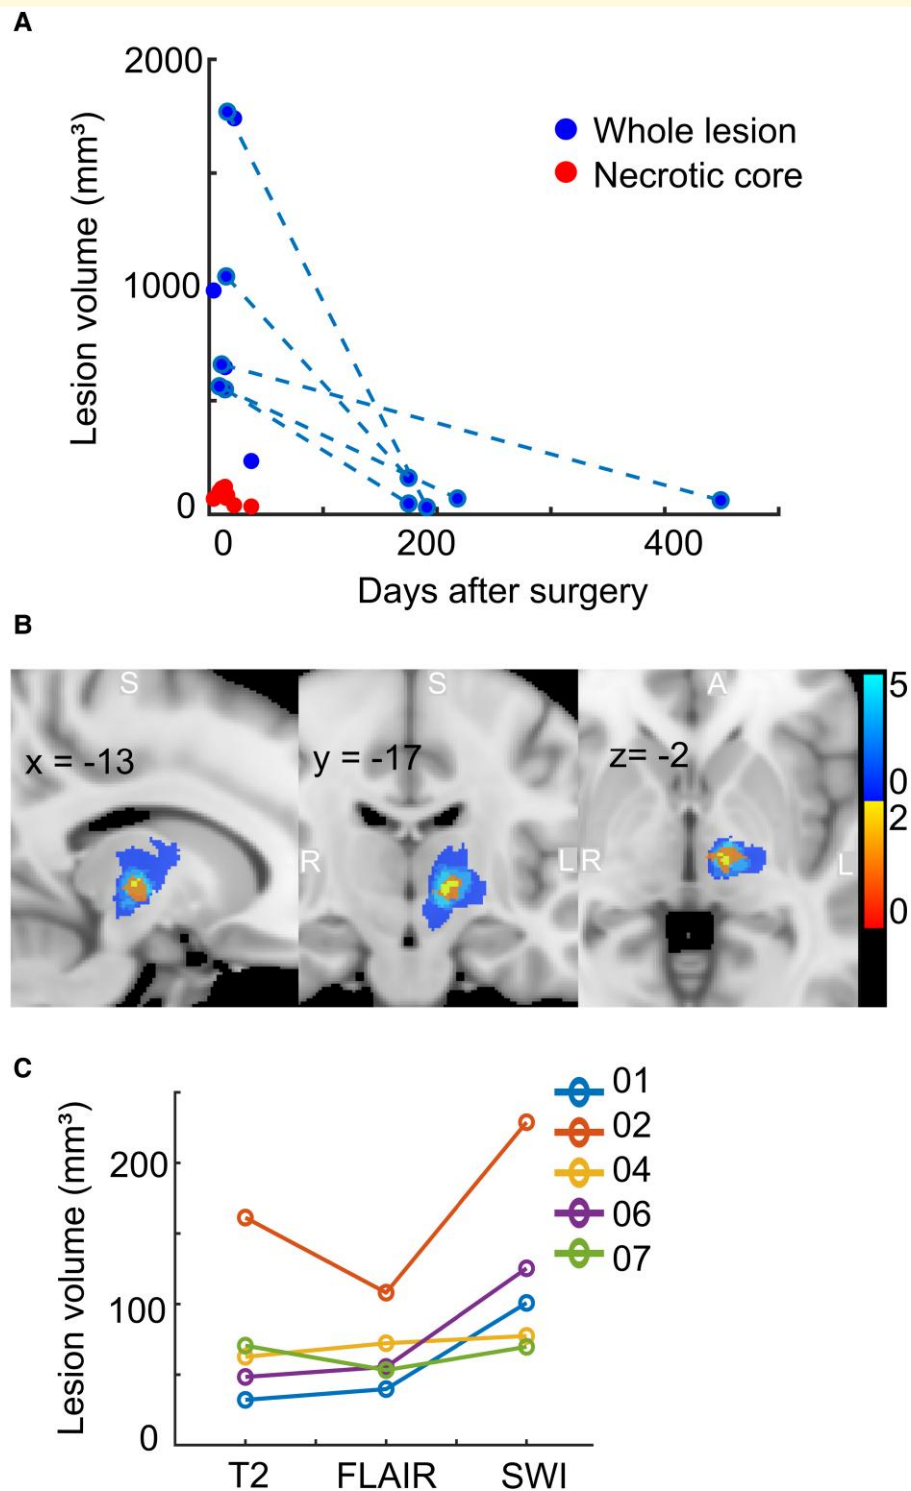 A
2000
1000
0
Lesion volume (mm³)
Whole lesion
Necrotic core
0 200 400
Days after surgery
B
S S A
x = -13 y = -17 z= -2
R L R L
5
0
2
0
C
Lesion volume (mm³)
200
100
0
01
02
04
06
07
T2 FLAIR SWI